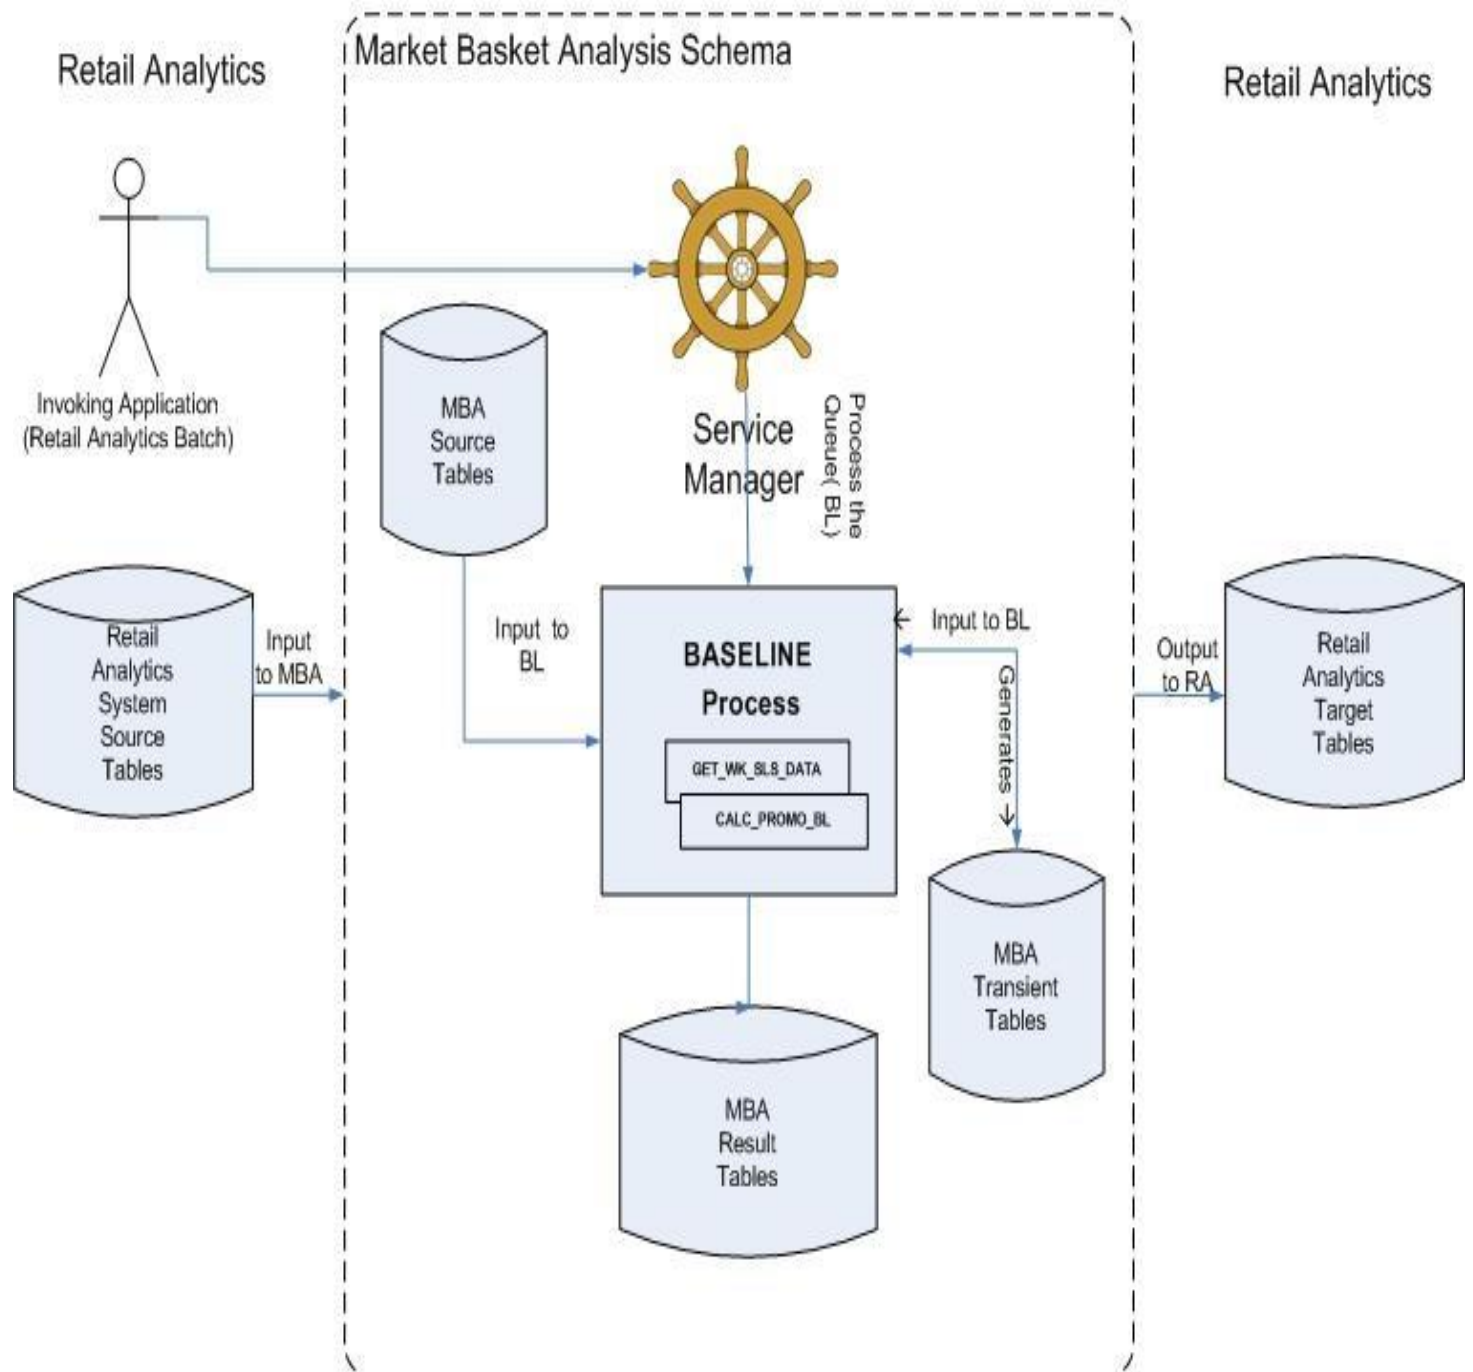 Market Basket Analysis Schema
Retail Analytics
Retail Analytics
Invoking Application
(Retail Analytics Batch)
MBA
Source
Tables
Service
Manager
Process the
Queue( BL)
Retail
Analytics
System
Source
Tables
Input
to MBA
Input to
BL
BASELINE
Process
GET_WK_SLS_DATA
CALC_PROMO_BL
← Input to BL
Generates →
Output
to RA
Retail
Analytics
Target
Tables
MBA
Transient
Tables
MBA
Result
Tables